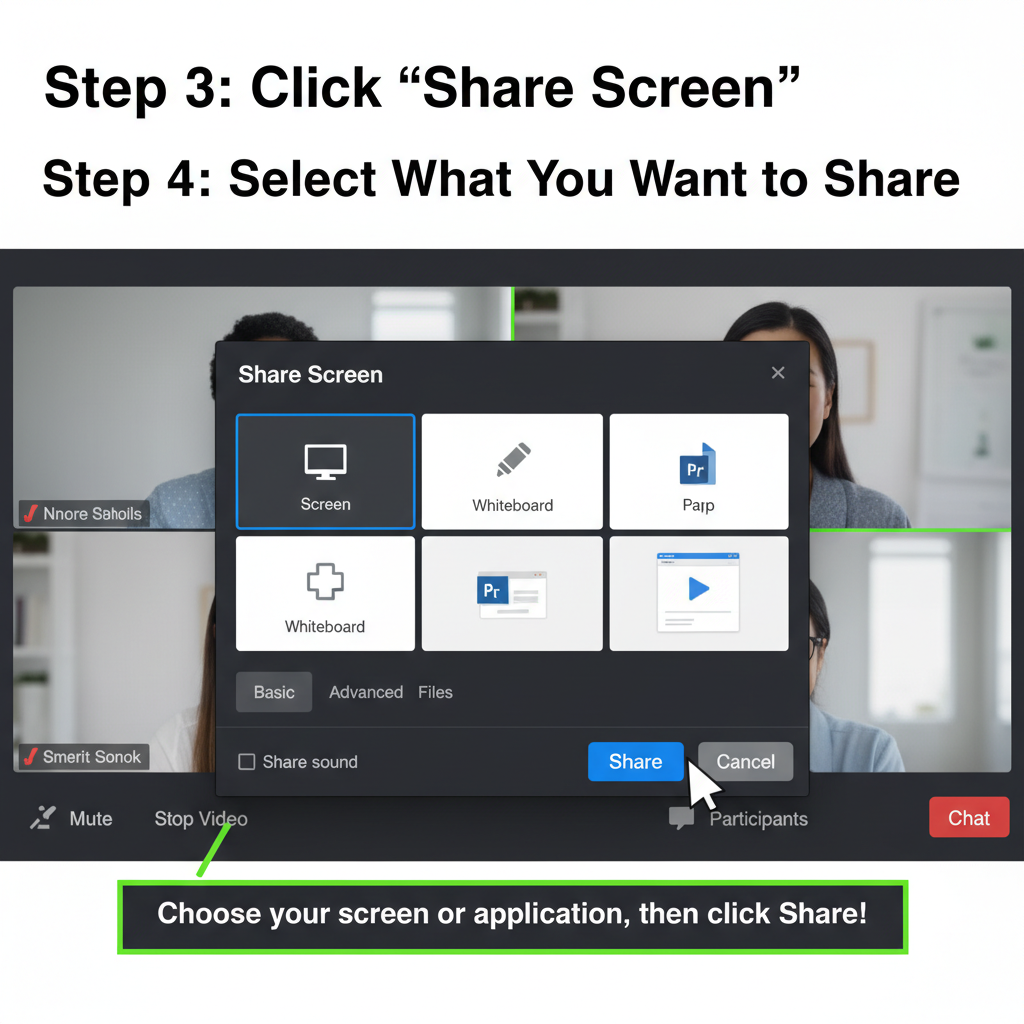 Step 3: Click “Share Screen”
Step 4: Select What You Want to Share
Share Screen
Screen
Whiteboard
Pr
Papp
Whiteboard
Pr
Basic
Advanced
Files
Share sound
Share
Cancel
Nnore Sahoils
Smerit Sonok
Mute
Stop Video
Participants
Chat
Choose your screen or application, then click Share!